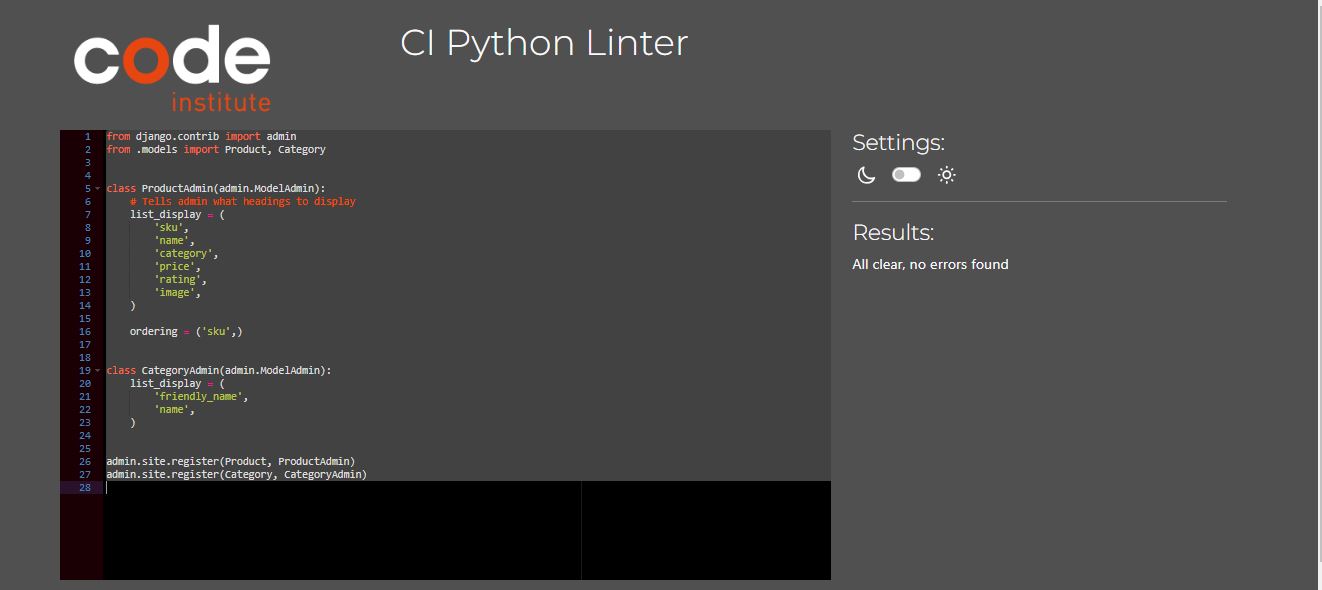 code
institute
CI Python Linter
1 from django.contrib import admin
2 from .models import Product, Category
3
4
5 class ProductAdmin(admin.ModelAdmin):
6     # Tells admin what headings to display
7     list_display = (
8         'sku',
9         'name',
10         'category',
11         'price',
12         'rating',
13         'image',
14     )
15
16     ordering = ('sku',)
17
18
19 class CategoryAdmin(admin.ModelAdmin):
20     list_display = (
21         'friendly_name',
22         'name',
23     )
24
25
26 admin.site.register(Product, ProductAdmin)
27 admin.site.register(Category, CategoryAdmin)
28
Settings:
Results:
All clear, no errors found